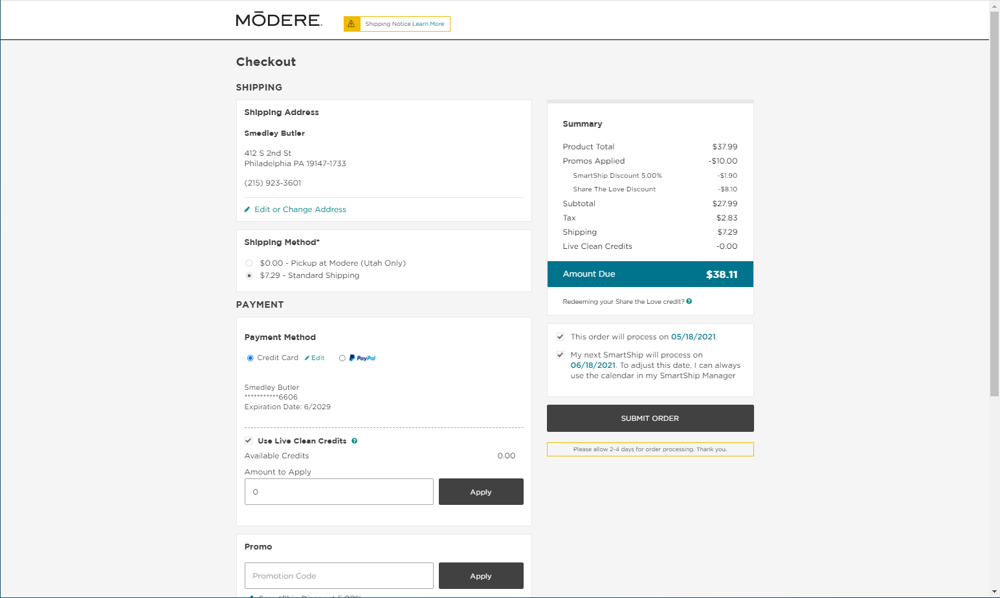 MŌDERE.
Shipping Notice Learn More
Checkout
SHIPPING
Shipping Address
Smedley Butler
412 S 2nd St
Philadelphia PA 19147-1733
(215) 923-3601
Edit or Change Address
Shipping Method*
$0.00 - Pickup at Modere (Utah Only)
$7.29 - Standard Shipping
PAYMENT
Payment Method
Credit Card Edit PayPal
Smedley Butler
***********6606
Expiration Date: 6/2029
Use Live Clean Credits
Available Credits 0.00
Amount to Apply
0 Apply
Promo
Promotion Code Apply
SmartShip Discount 5.00%
Summary
Product Total $37.99
Promos Applied -$10.00
SmartShip Discount 5.00% -$1.90
Share The Love Discount -$8.10
Subtotal $27.99
Tax $2.83
Shipping $7.29
Live Clean Credits -0.00
Amount Due $38.11
Redeeming your Share the Love credit?
This order will process on 05/18/2021.
My next SmartShip will process on
06/18/2021. To adjust this date, I can always
use the calendar in my SmartShip Manager
SUBMIT ORDER
Please allow 2-4 days for order processing. Thank you.